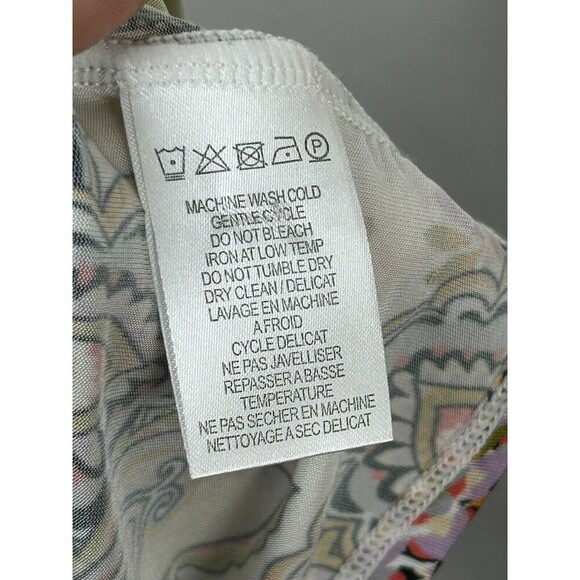 P
MACHINE WASH COLD
GENTLE CYCLE
DO NOT BLEACH
IRON AT LOW TEMP
DO NOT TUMBLE DRY
DRY CLEAN / DELICAT
LAVAGE EN MACHINE
A FROID
CYCLE DELICAT
NE PAS JAVELLISER
REPASSER A BASSE
TEMPERATURE
NE PAS SECHER EN MACHINE
NETTOYAGE A SEC DELICAT